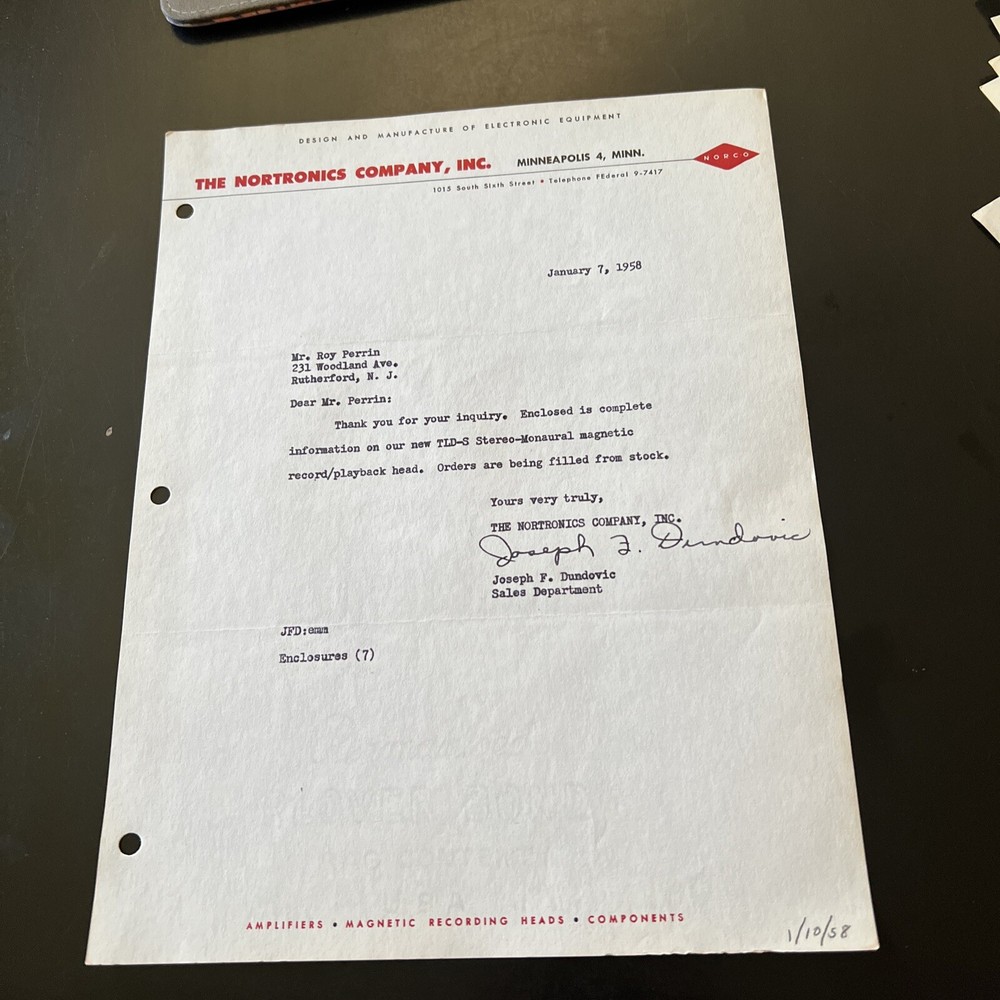 DESIGN AND MANUFACTURE OF ELECTRONIC EQUIPMENT
THE NORTRONICS COMPANY, INC. MINNEAPOLIS 4, MINN. NORCO
1015 South Sixth Street • Telephone FEderal 9-7417
January 7, 1958
Mr. Roy Perrin
231 Woodland Ave.
Rutherford, N. J.
Dear Mr. Perrin:
Thank you for your inquiry. Enclosed is complete
information on our new TLD-S Stereo-Monaural magnetic
record/playback head. Orders are being filled from stock.
Yours very truly,
THE NORTRONICS COMPANY, INC.
Joseph F. Dundovic
Joseph F. Dundovic
Sales Department
JFD:emm
Enclosures (7)
AMPLIFIERS • MAGNETIC RECORDING HEADS • COMPONENTS
1/10/58